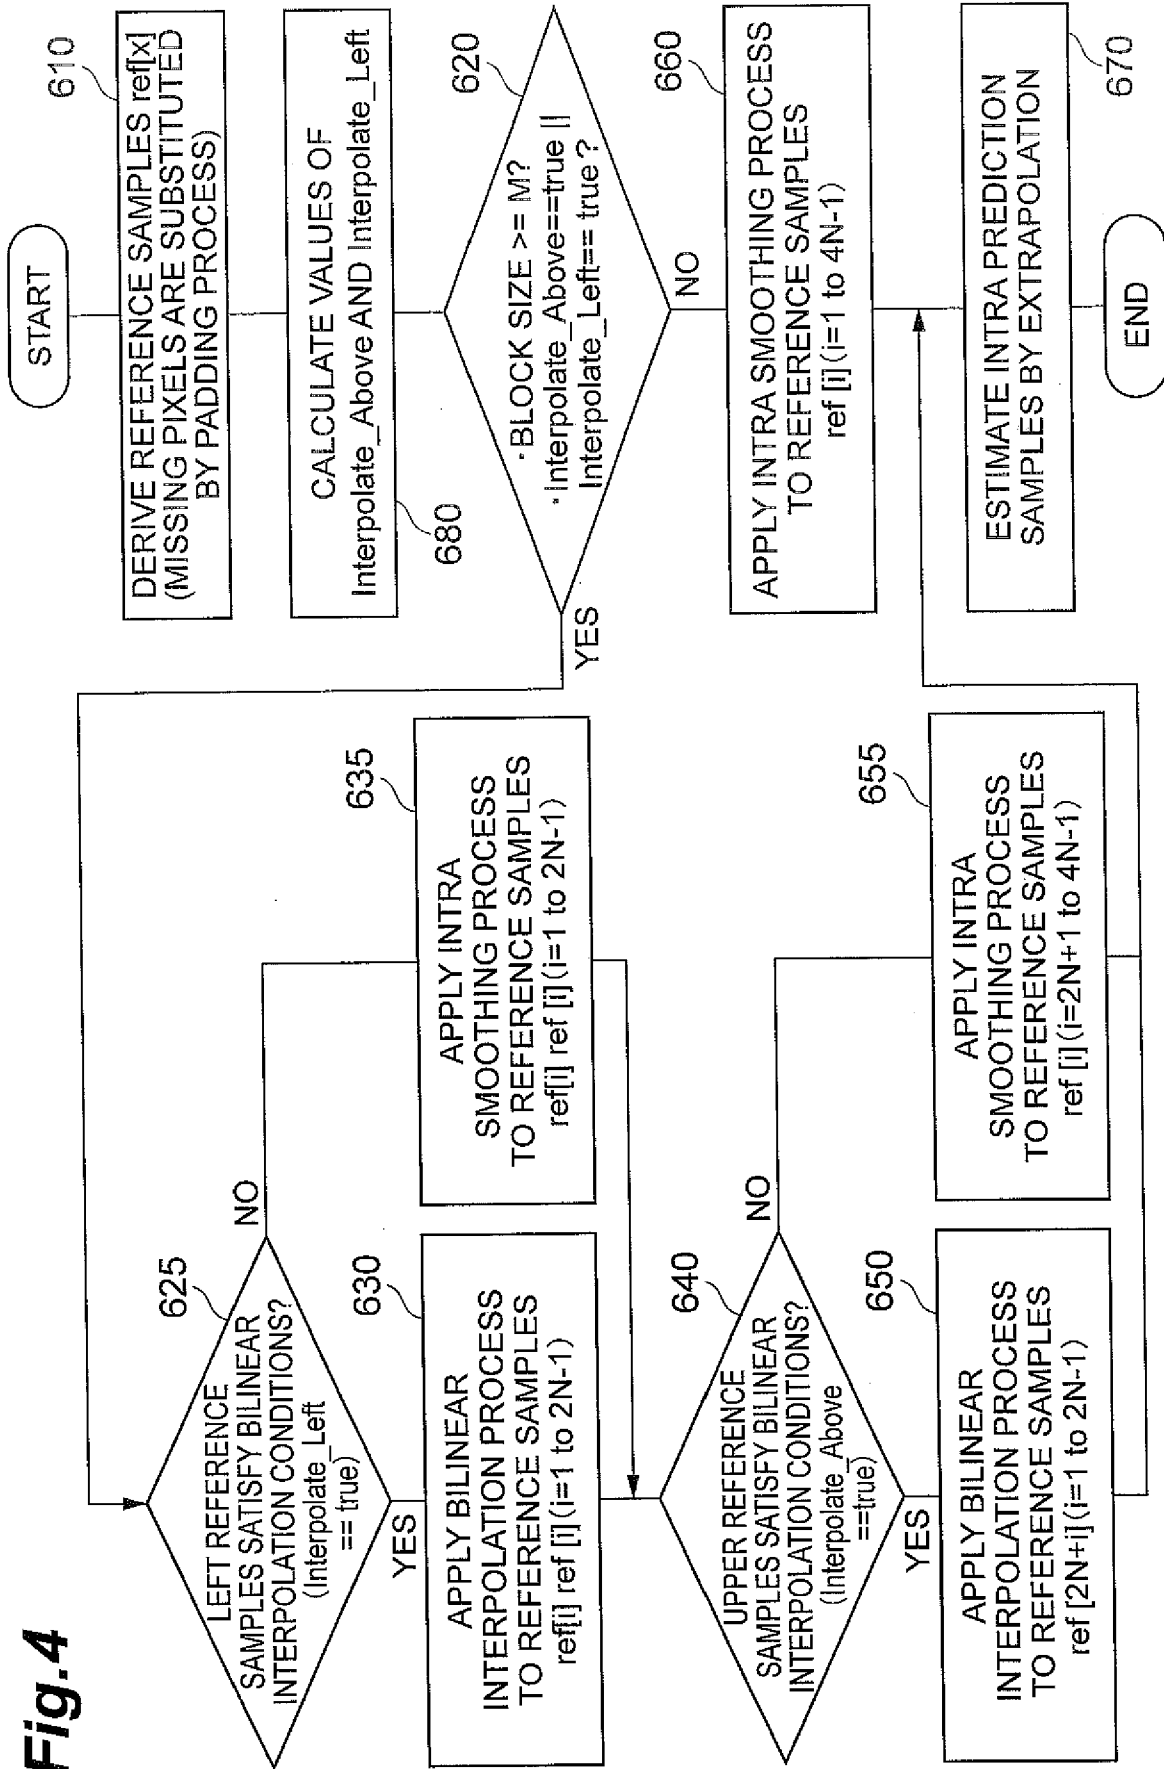 Fig.4
START
610
DERIVE REFERENCE SAMPLES ref[x]
(MISSING PIXELS ARE SUBSTITUTED
BY PADDING PROCESS)
CALCULATE VALUES OF
Interpolate_Above AND Interpolate_Left
680
620
·BLOCK SIZE >= M?
·Interpolate_Above==true ||
Interpolate_Left== true ?
YES
NO
660
APPLY INTRA SMOOTHING PROCESS
TO REFERENCE SAMPLES
ref [i](i=1 to 4N-1)
625
LEFT REFERENCE
SAMPLES SATISFY BILINEAR
INTERPOLATION CONDITIONS?
(Interpolate_Left
== true)
NO
YES
635
APPLY INTRA
SMOOTHING PROCESS
TO REFERENCE SAMPLES
ref[i] ref [i](i=1 to 2N-1)
630
APPLY BILINEAR
INTERPOLATION PROCESS
TO REFERENCE SAMPLES
ref[i] ref [i](i=1 to 2N-1)
640
UPPER REFERENCE
SAMPLES SATISFY BILINEAR
INTERPOLATION CONDITIONS?
(Interpolate_Above
==true)
NO
YES
655
APPLY INTRA
SMOOTHING PROCESS
TO REFERENCE SAMPLES
ref [i](i=2N+1 to 4N-1)
650
APPLY BILINEAR
INTERPOLATION PROCESS
TO REFERENCE SAMPLES
ref [2N+i](i=1 to 2N-1)
ESTIMATE INTRA PREDICTION
SAMPLES BY EXTRAPOLATION
670
END